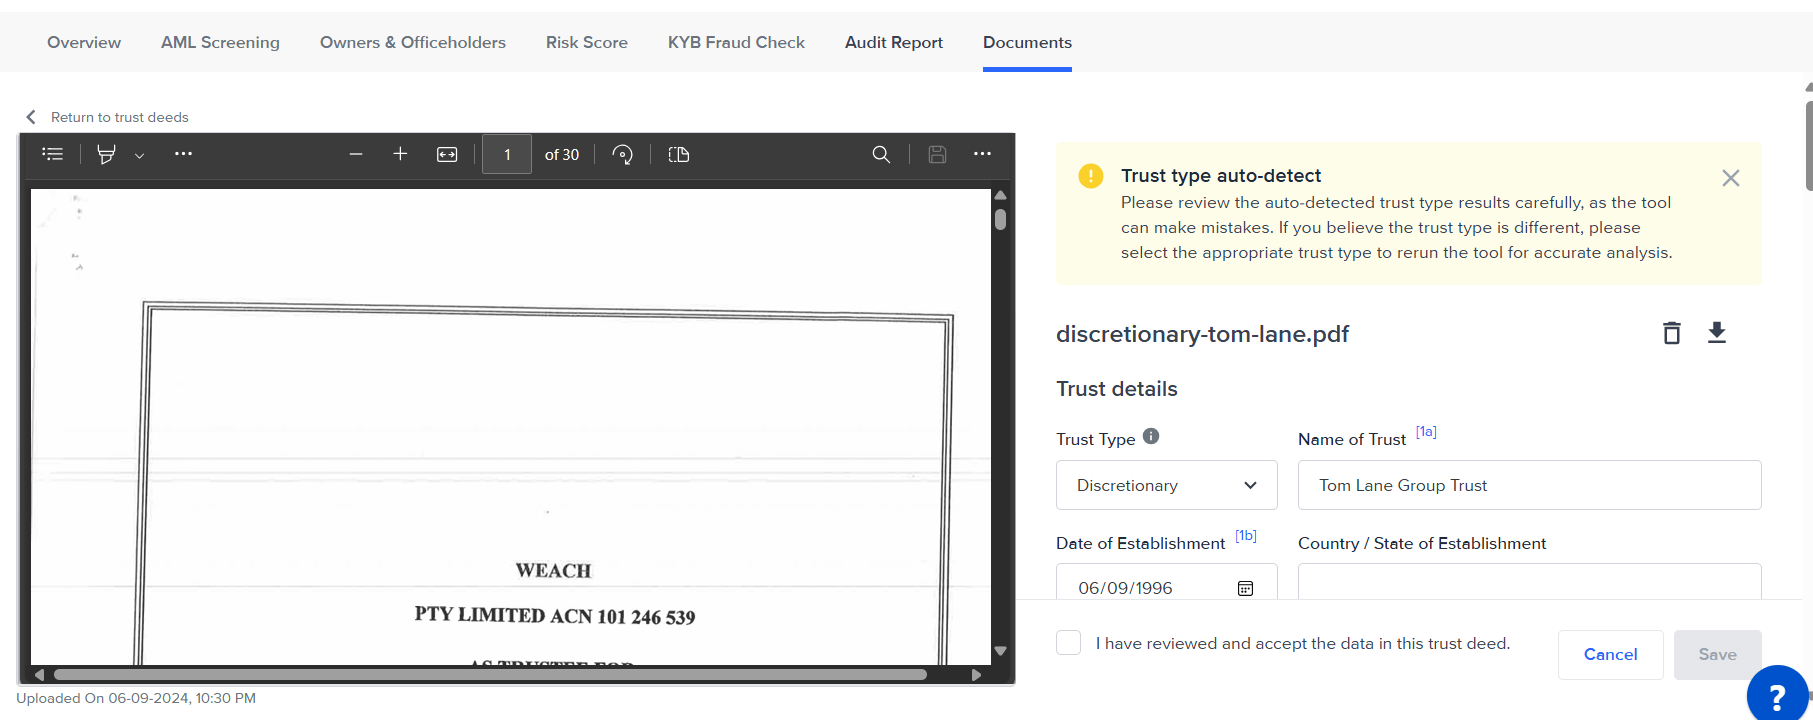 Overview AML Screening Owners & Officeholders Risk Score KYB Fraud Check Audit Report Documents
Return to trust deeds
1 of 30
WEACH
PTY LIMITED ACN 101 246 539
AS TRUSTEE FOR
Uploaded On 06-09-2024, 10:30 PM
Trust type auto-detect
Please review the auto-detected trust type results carefully, as the tool
can make mistakes. If you believe the trust type is different, please
select the appropriate trust type to rerun the tool for accurate analysis.
discretionary-tom-lane.pdf
Trust details
Trust Type Name of Trust [1a]
Discretionary Tom Lane Group Trust
Date of Establishment [1b] Country / State of Establishment
06/09/1996
I have reviewed and accept the data in this trust deed.
Cancel Save
?